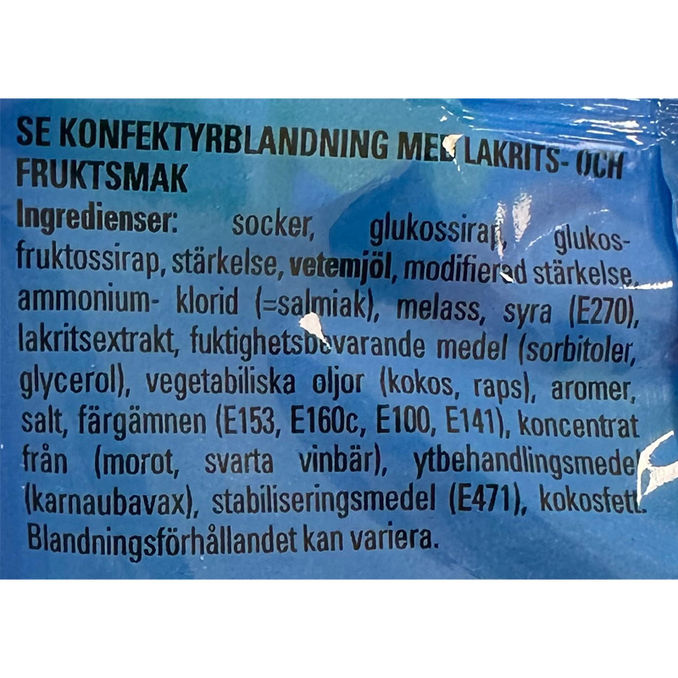 SE KONFEKTYRBLANDNING MED LAKRITS- OCH
FRUKTSMAK
Ingredienser: socker, glukossirap, glukos-
fruktossirap, stärkelse, vetemjöl, modifierad stärkelse,
ammonium- klorid (=salmiak), melass, syra (E270),
lakritsextrakt, fuktighetsbevarande medel (sorbitoler,
glycerol), vegetabiliska oljor (kokos, raps), aromer,
salt, färgämnen (E153, E160c, E100, E141), koncentrat
från (morot, svarta vinbär), ytbehandlingsmedel
(karnaubavax), stabiliseringsmedel (E471), kokosfett.
Blandningsförhållandet kan variera.